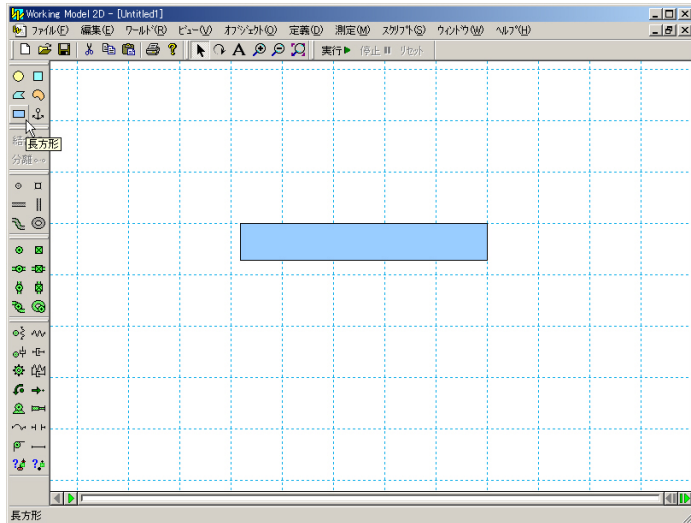 Working Model 2D - [Untitled1]
ファイル(F) 編集(E) ワールド(R) ビュー(V) オブジェクト(O) 定義(D) 測定(M) スクリプト(S) ウィンドウ(W) ヘルプ(H)
A 実行 停止 リセット
結
長方形
分離
長方形